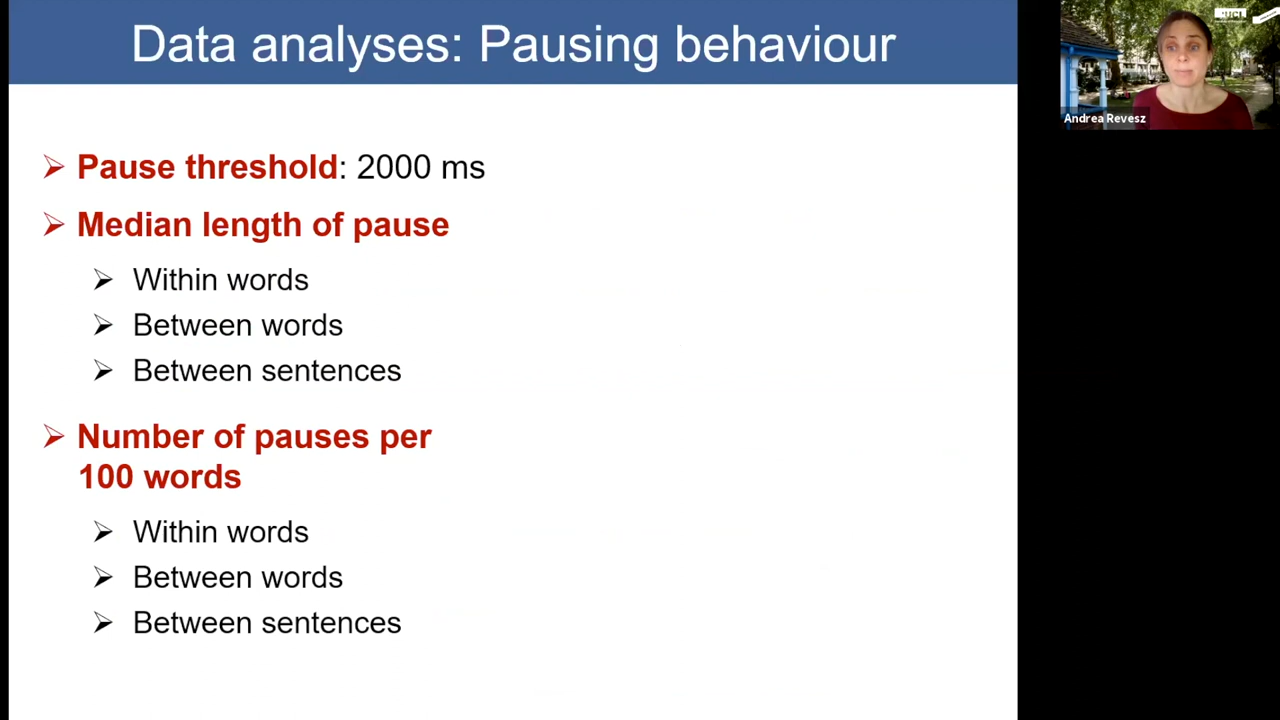 Data analyses: Pausing behaviour
➢ Pause threshold: 2000 ms
➢ Median length of pause
➢ Within words
➢ Between words
➢ Between sentences
➢ Number of pauses per
100 words
➢ Within words
➢ Between words
➢ Between sentences
UCL
Andrea Revesz